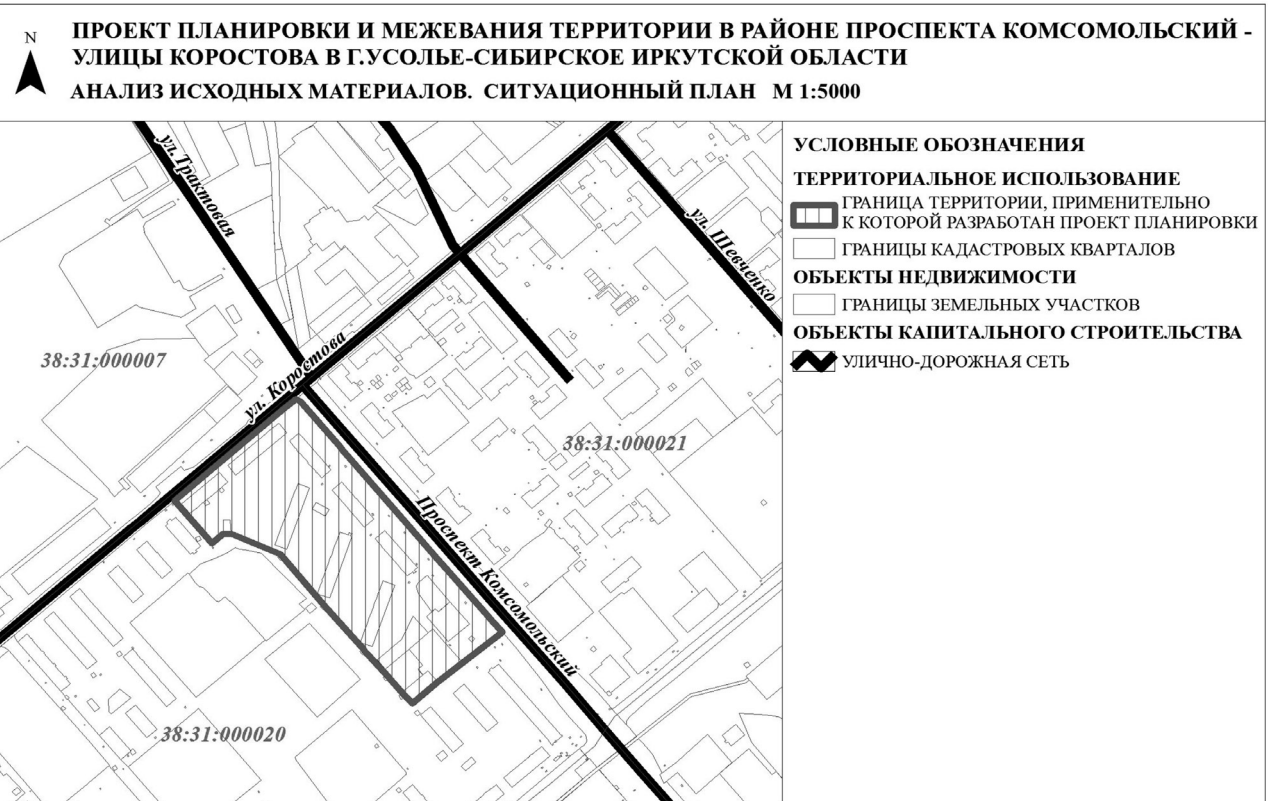 N
ПРОЕКТ ПЛАНИРОВКИ И МЕЖЕВАНИЯ ТЕРРИТОРИИ В РАЙОНЕ ПРОСПЕКТА КОМСОМОЛЬСКИЙ -
УЛИЦЫ КОРОСТОВА В Г.УСОЛЬЕ-СИБИРСКОЕ ИРКУТСКОЙ ОБЛАСТИ
АНАЛИЗ ИСХОДНЫХ МАТЕРИАЛОВ. СИТУАЦИОННЫЙ ПЛАН М 1:5000
ул.Трактовая
ул. Шевченко
38:31:000007
ул. Коростова
38:31:000021
Проспект Комсомольский
38:31:000020
УСЛОВНЫЕ ОБОЗНАЧЕНИЯ
ТЕРРИТОРИАЛЬНОЕ ИСПОЛЬЗОВАНИЕ
ГРАНИЦА ТЕРРИТОРИИ, ПРИМЕНИТЕЛЬНО
К КОТОРОЙ РАЗРАБОТАН ПРОЕКТ ПЛАНИРОВКИ
ГРАНИЦЫ КАДАСТРОВЫХ КВАРТАЛОВ
ОБЪЕКТЫ НЕДВИЖИМОСТИ
ГРАНИЦЫ ЗЕМЕЛЬНЫХ УЧАСТКОВ
ОБЪЕКТЫ КАПИТАЛЬНОГО СТРОИТЕЛЬСТВА
УЛИЧНО-ДОРОЖНАЯ СЕТЬ